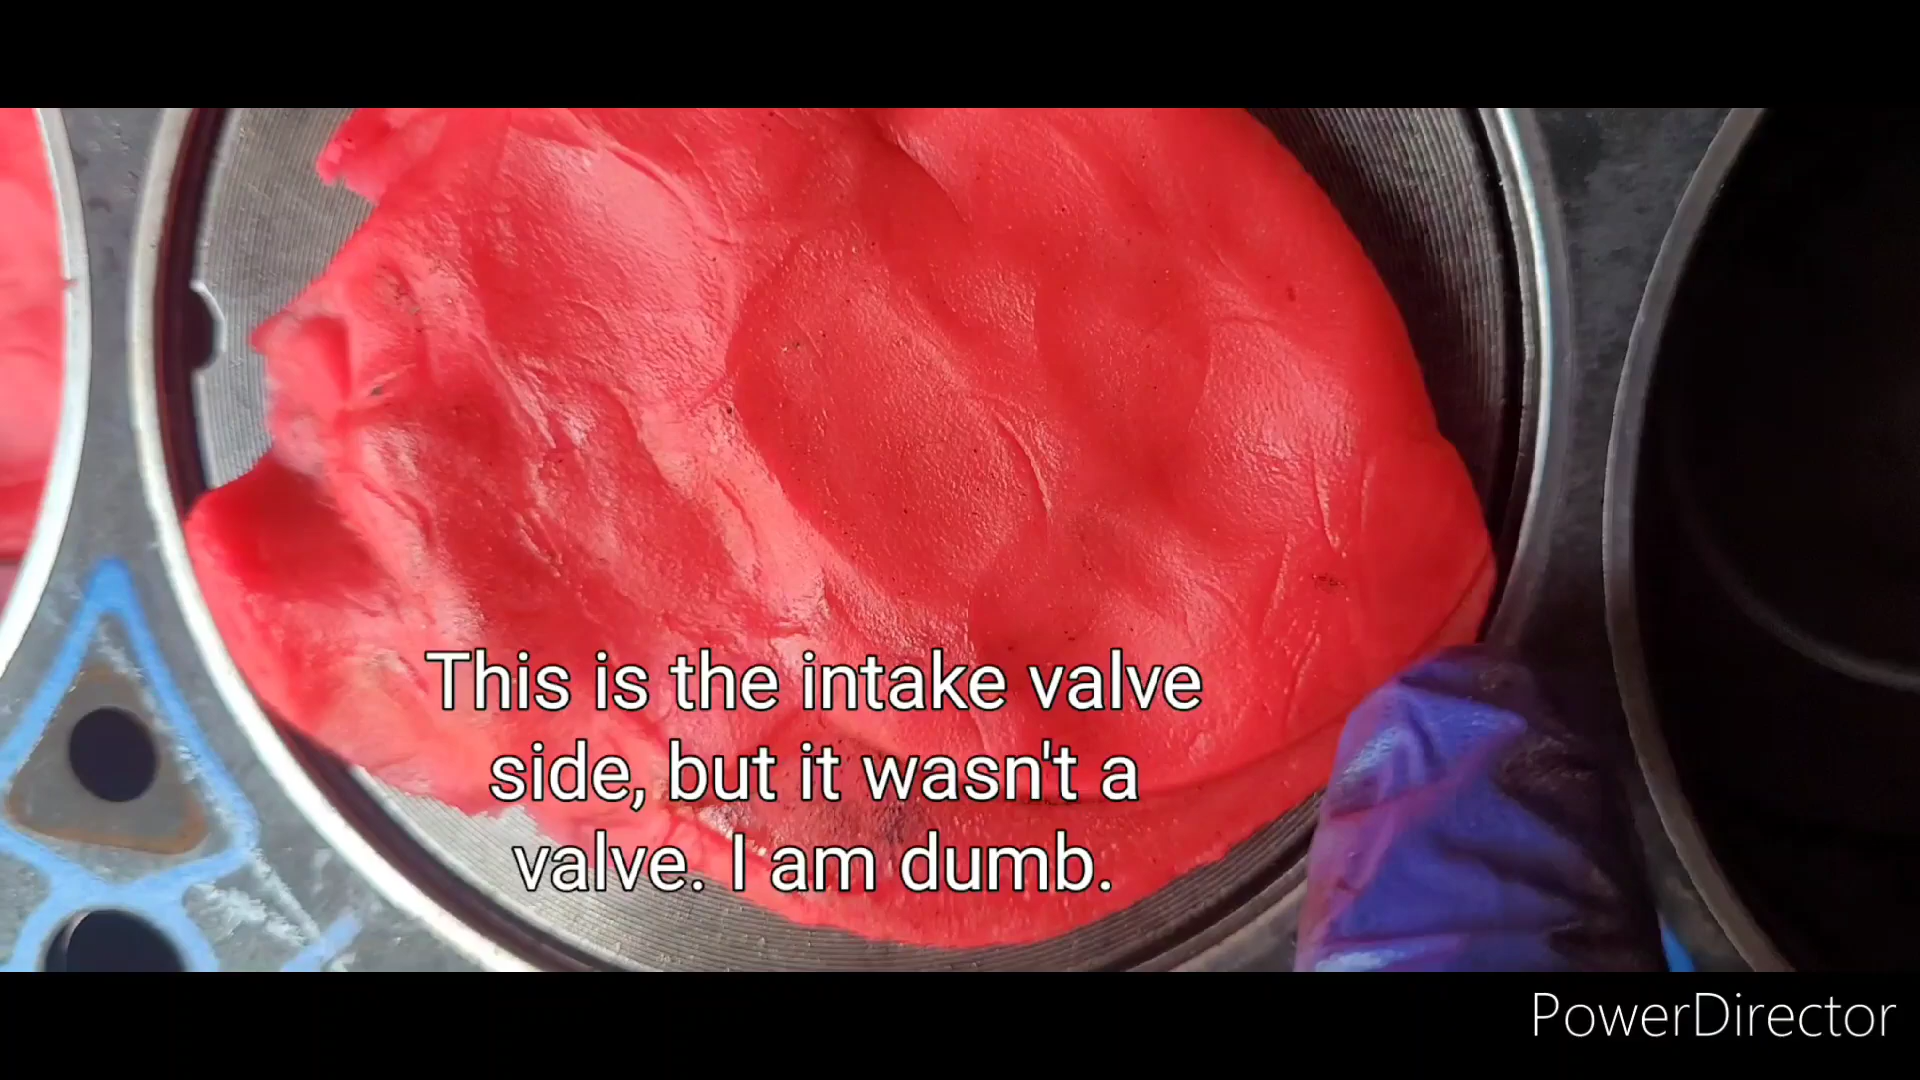 This is the intake valve
side, but it wasn't a
valve. I am dumb.
PowerDirector